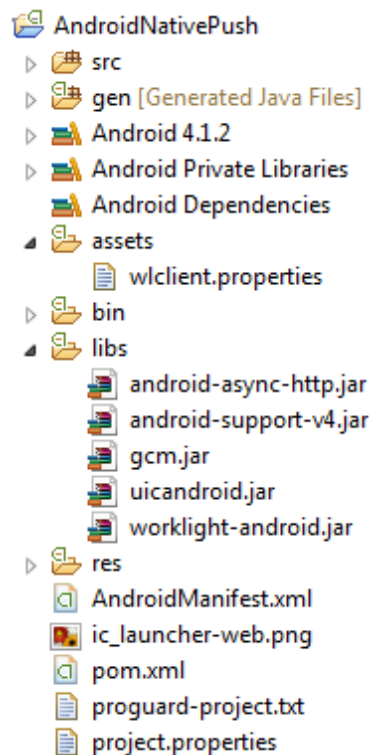 AndroidNativePush
src
gen [Generated Java Files]
Android 4.1.2
Android Private Libraries
Android Dependencies
assets
wlclient.properties
bin
libs
android-async-http.jar
android-support-v4.jar
gcm.jar
uicandroid.jar
worklight-android.jar
res
AndroidManifest.xml
ic_launcher-web.png
pom.xml
proguard-project.txt
project.properties